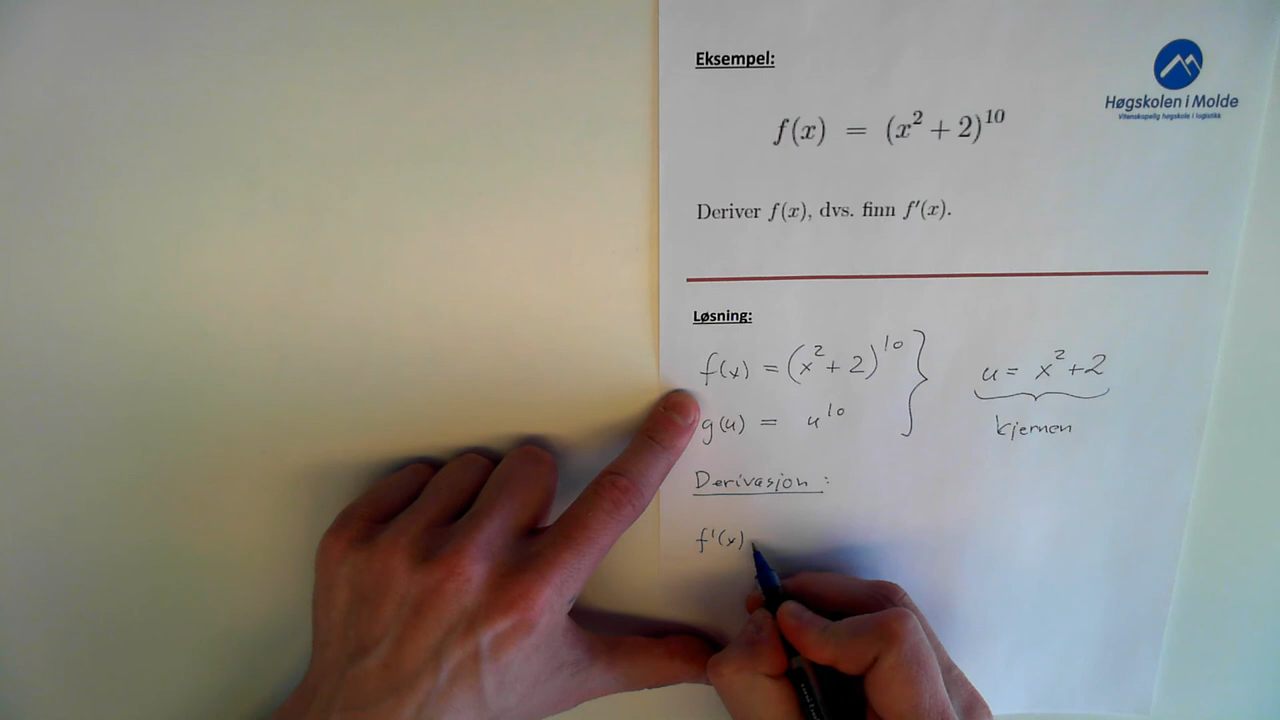 Eksempel:
Høgskolen i Molde
Vitenskapelig høgskole i logistikk
f(x) = (x² + 2)¹⁰
Deriver f(x), dvs. finn f′(x).
Løsning:
f(x) = (x² + 2)¹⁰ } u = x² + 2
g(u) = u¹⁰ kjernen
Derivasjon :
f'(x)